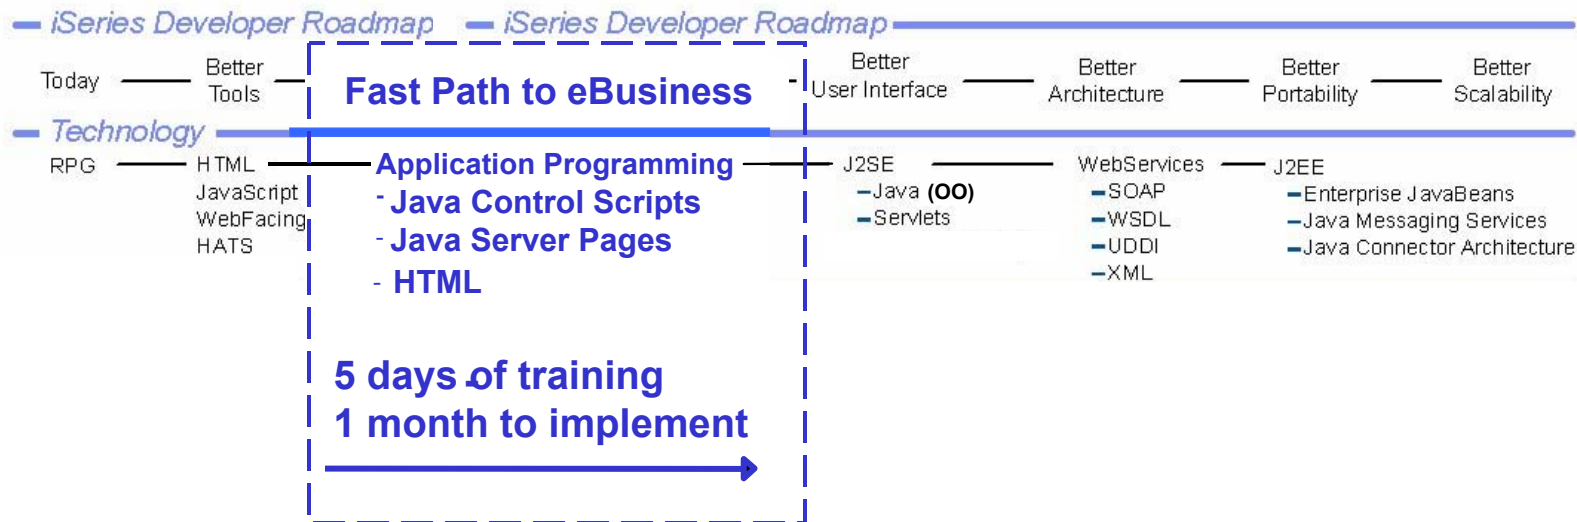 iSeries Developer Roadmap
iSeries Developer Roadmap
Today
Better
Tools
Fast Path to eBusiness
Better
User Interface
Better
Architecture
Better
Portability
Better
Scalability
Technology
RPG
HTML
JavaScript
WebFacing
HATS
Application Programming
- Java Control Scripts
- Java Server Pages
- HTML
5 days of training
1 month to implement
J2SE
–Java (OO)
–Servlets
WebServices
–SOAP
–WSDL
–UDDI
–XML
J2EE
–Enterprise JavaBeans
–Java Messaging Services
–Java Connector Architecture